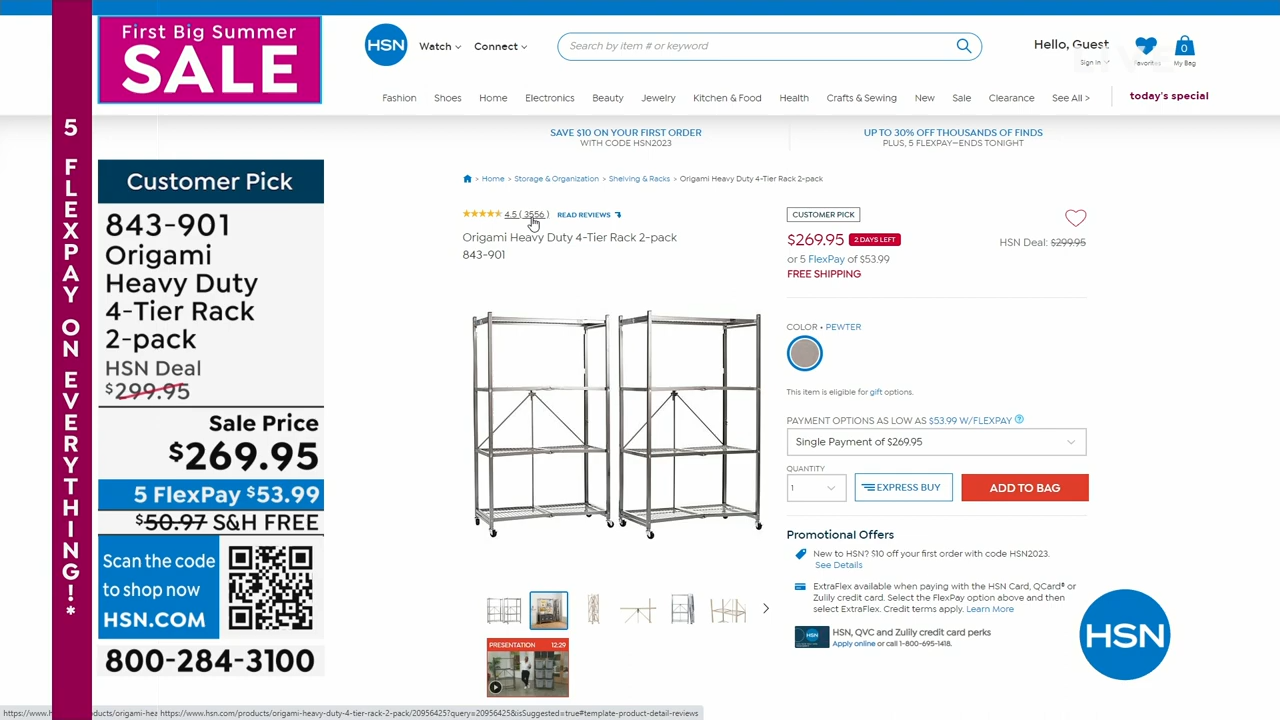 First Big Summer
SALE
5 FLEXPAY ON EVERYTHING!*
Customer Pick
843-901
Origami
Heavy Duty
4-Tier Rack
2-pack
HSN Deal
$299.95
Sale Price
$269.95
5 FlexPay $53.99
$50.97 S&H FREE
Scan the code
to shop now
HSN.COM
800-284-3100
HSN
Watch
Connect
Search by item # or keyword
Hello, Guest
Sign In
Favorites
0
My Bag
Fashion Shoes Home Electronics Beauty Jewelry Kitchen & Food Health Crafts & Sewing New Sale Clearance See All > today's special
SAVE $10 ON YOUR FIRST ORDER
WITH CODE HSN2023
UP TO 30% OFF THOUSANDS OF FINDS
PLUS, 5 FLEXPAY—ENDS TONIGHT
Home > Storage & Organization > Shelving & Racks > Origami Heavy Duty 4-Tier Rack 2-pack
4.5 ( 3556 ) READ REVIEWS
Origami Heavy Duty 4-Tier Rack 2-pack
843-901
PRESENTATION 12:29
CUSTOMER PICK
$269.95 2 DAYS LEFT
HSN Deal: $299.95
or 5 FlexPay of $53.99
FREE SHIPPING
COLOR • PEWTER
This item is eligible for gift options.
PAYMENT OPTIONS AS LOW AS $53.99 W/FLEXPAY ?
Single Payment of $269.95
QUANTITY
1
EXPRESS BUY
ADD TO BAG
Promotional Offers
New to HSN? $10 off your first order with code HSN2023.
See Details
ExtraFlex available when paying with the HSN Card, QCard® or
Zulily credit card. Select the FlexPay option above and then
select ExtraFlex. Credit terms apply. Learn More
HSN
HSN, QVC and Zulily credit card perks
Apply online or call 1-800-695-1418.
HSN
https://www.hsn.com/products/origami-heavy-duty-4-tier-rack-2-pack/20956425?query=20956425&isSuggested=true#template-product-detail-reviews